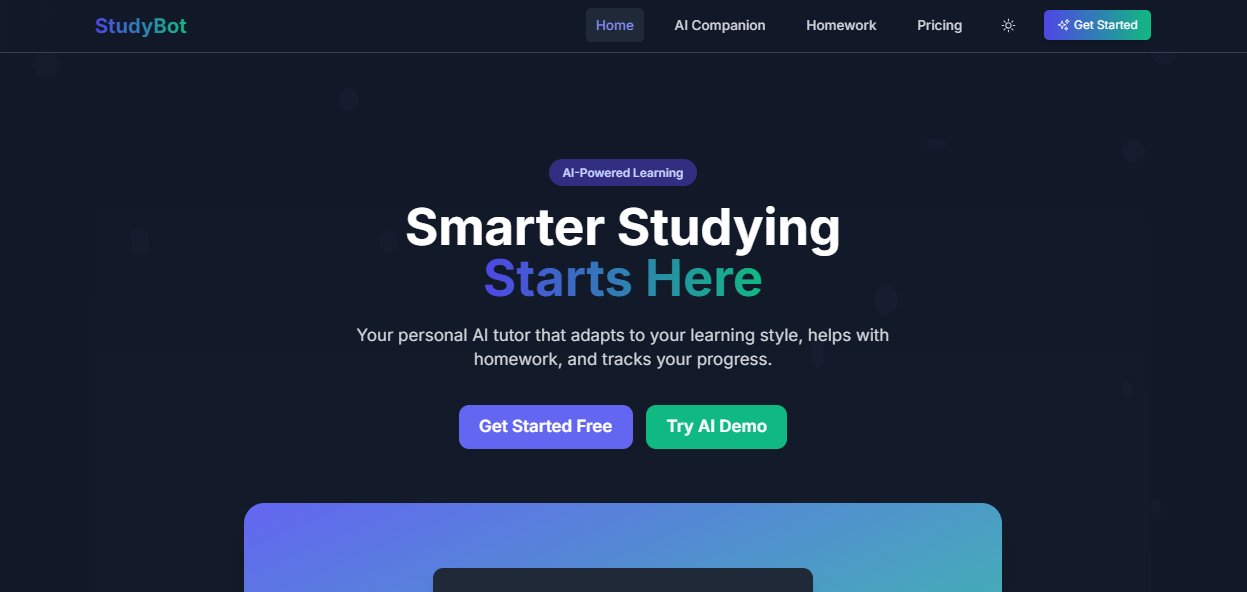 StudyBot
Home
AI Companion
Homework
Pricing
Get Started
AI-Powered Learning
Smarter Studying
Starts Here
Your personal AI tutor that adapts to your learning style, helps with
homework, and tracks your progress.
Get Started Free
Try AI Demo